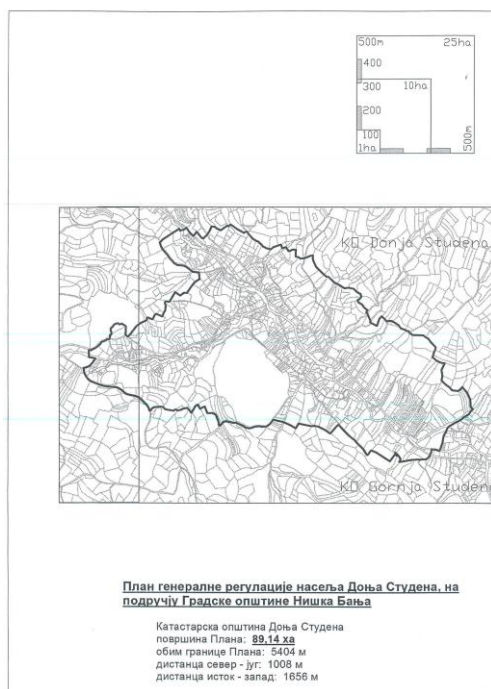 500m 25ha
400
10ha
300
200
100
1ha
500m
KO Donja Studena
KO Gornja Studena
План генералне регулације насеља Доња Студена, на
подручју Градске општине Нишка Бања
Катастарска општина Доња Студена
површина Плана: 89,14 ха
обим границе Плана: 5404 м
дистанца север - југ: 1008 м
дистанца исток - запад: 1656 м